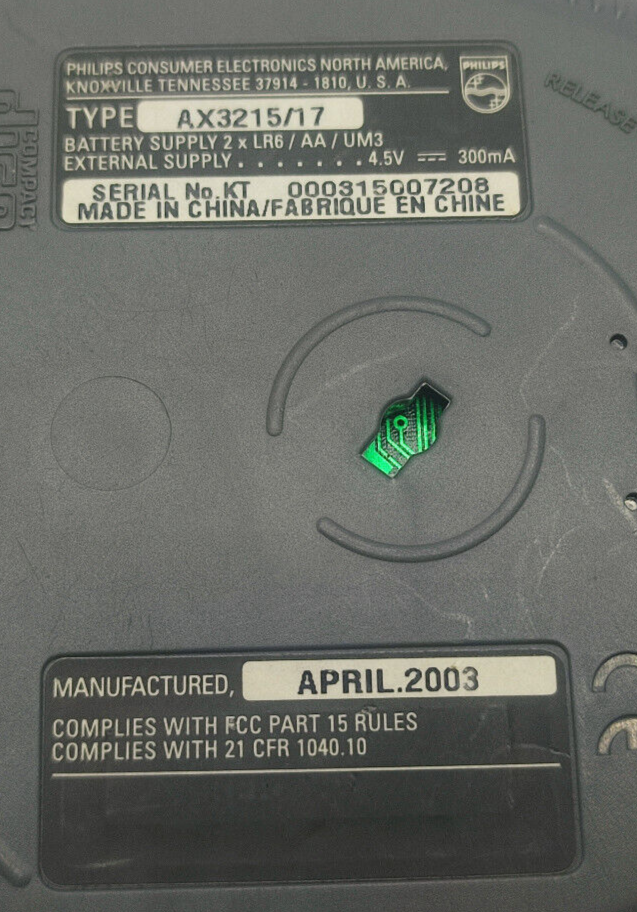 PHILIPS CONSUMER ELECTRONICS NORTH AMERICA,
KNOXVILLE TENNESSEE 37914 - 1810, U. S. A.
PHILIPS
TYPE AX3215/17
BATTERY SUPPLY 2 x LR6 / AA / UM3
EXTERNAL SUPPLY . . . . . . . 4.5V ⎓ 300mA
SERIAL No.KT 000315007208
MADE IN CHINA/FABRIQUE EN CHINE
RELEASE
COMPACT
disc
MANUFACTURED, APRIL.2003
COMPLIES WITH FCC PART 15 RULES
COMPLIES WITH 21 CFR 1040.10
CE